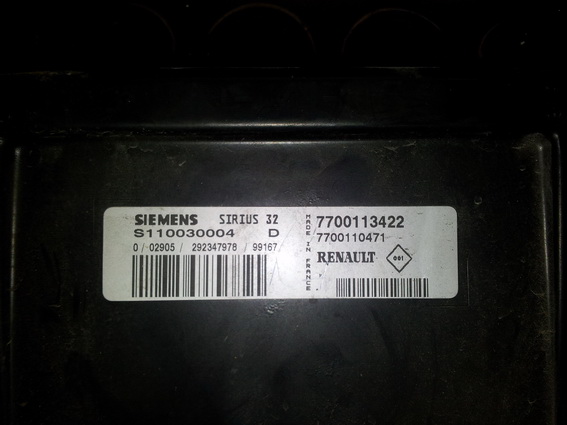 SIEMENS SIRIUS 32
S110030004 D
0/ 02905 / 292347978 / 99167
MADE IN FRANCE
7700113422
7700110471
RENAULT 001